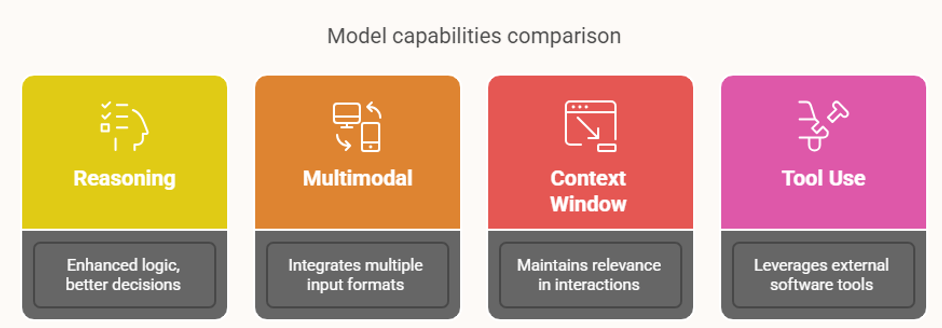 Model capabilities comparison
Reasoning
Enhanced logic,
better decisions
Multimodal
Integrates multiple
input formats
Context
Window
Maintains relevance
in interactions
Tool Use
Leverages external
software tools